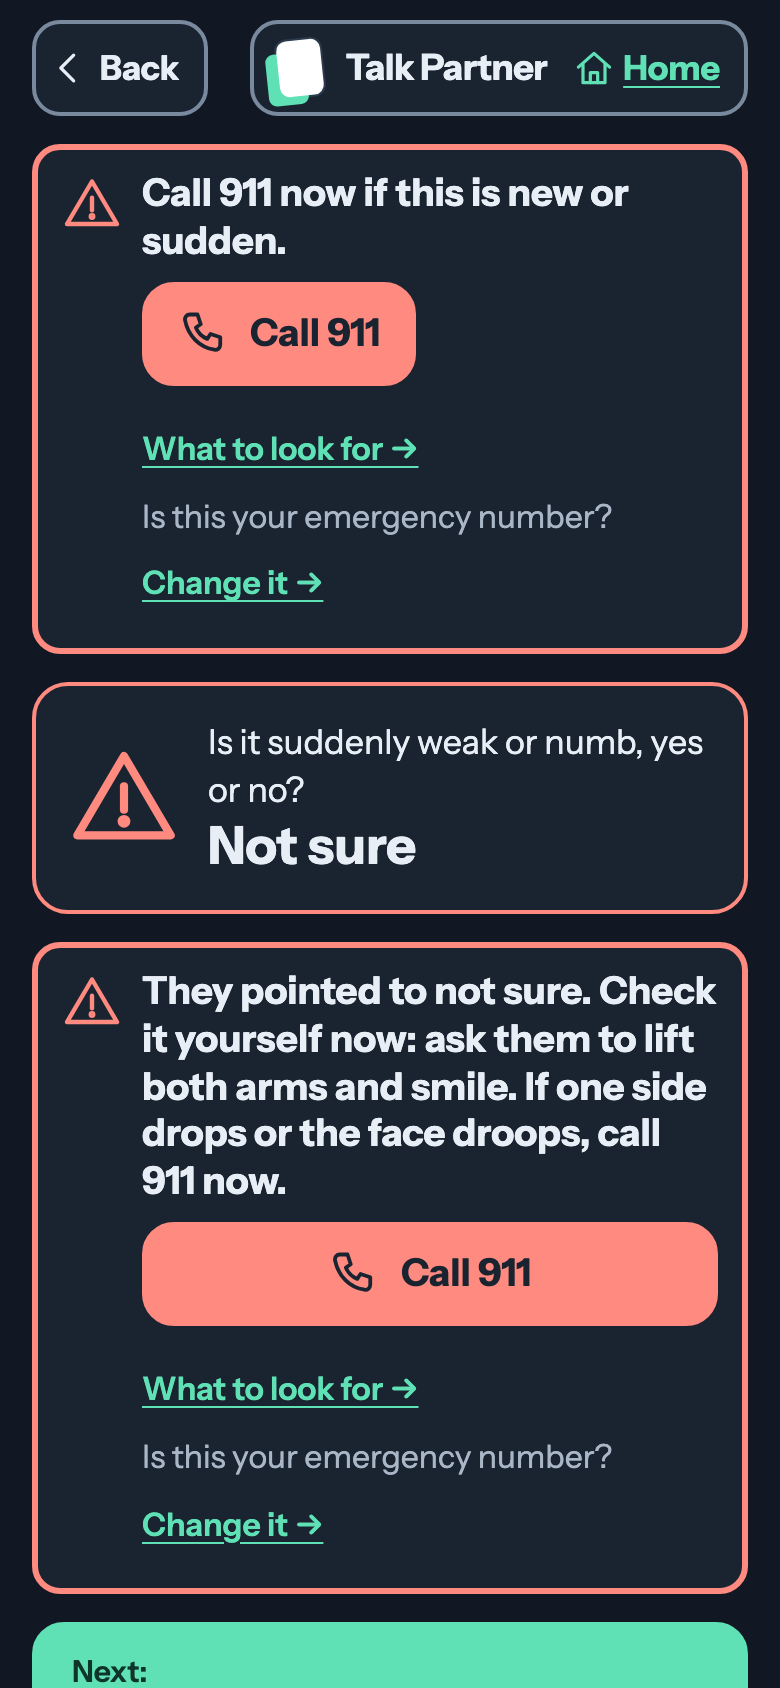 Back
Talk Partner
Home
Call 911 now if this is new or
sudden.
Call 911
What to look for →
Is this your emergency number?
Change it →
Is it suddenly weak or numb, yes
or no?
Not sure
They pointed to not sure. Check
it yourself now: ask them to lift
both arms and smile. If one side
drops or the face droops, call
911 now.
Call 911
What to look for →
Is this your emergency number?
Change it →
Next: